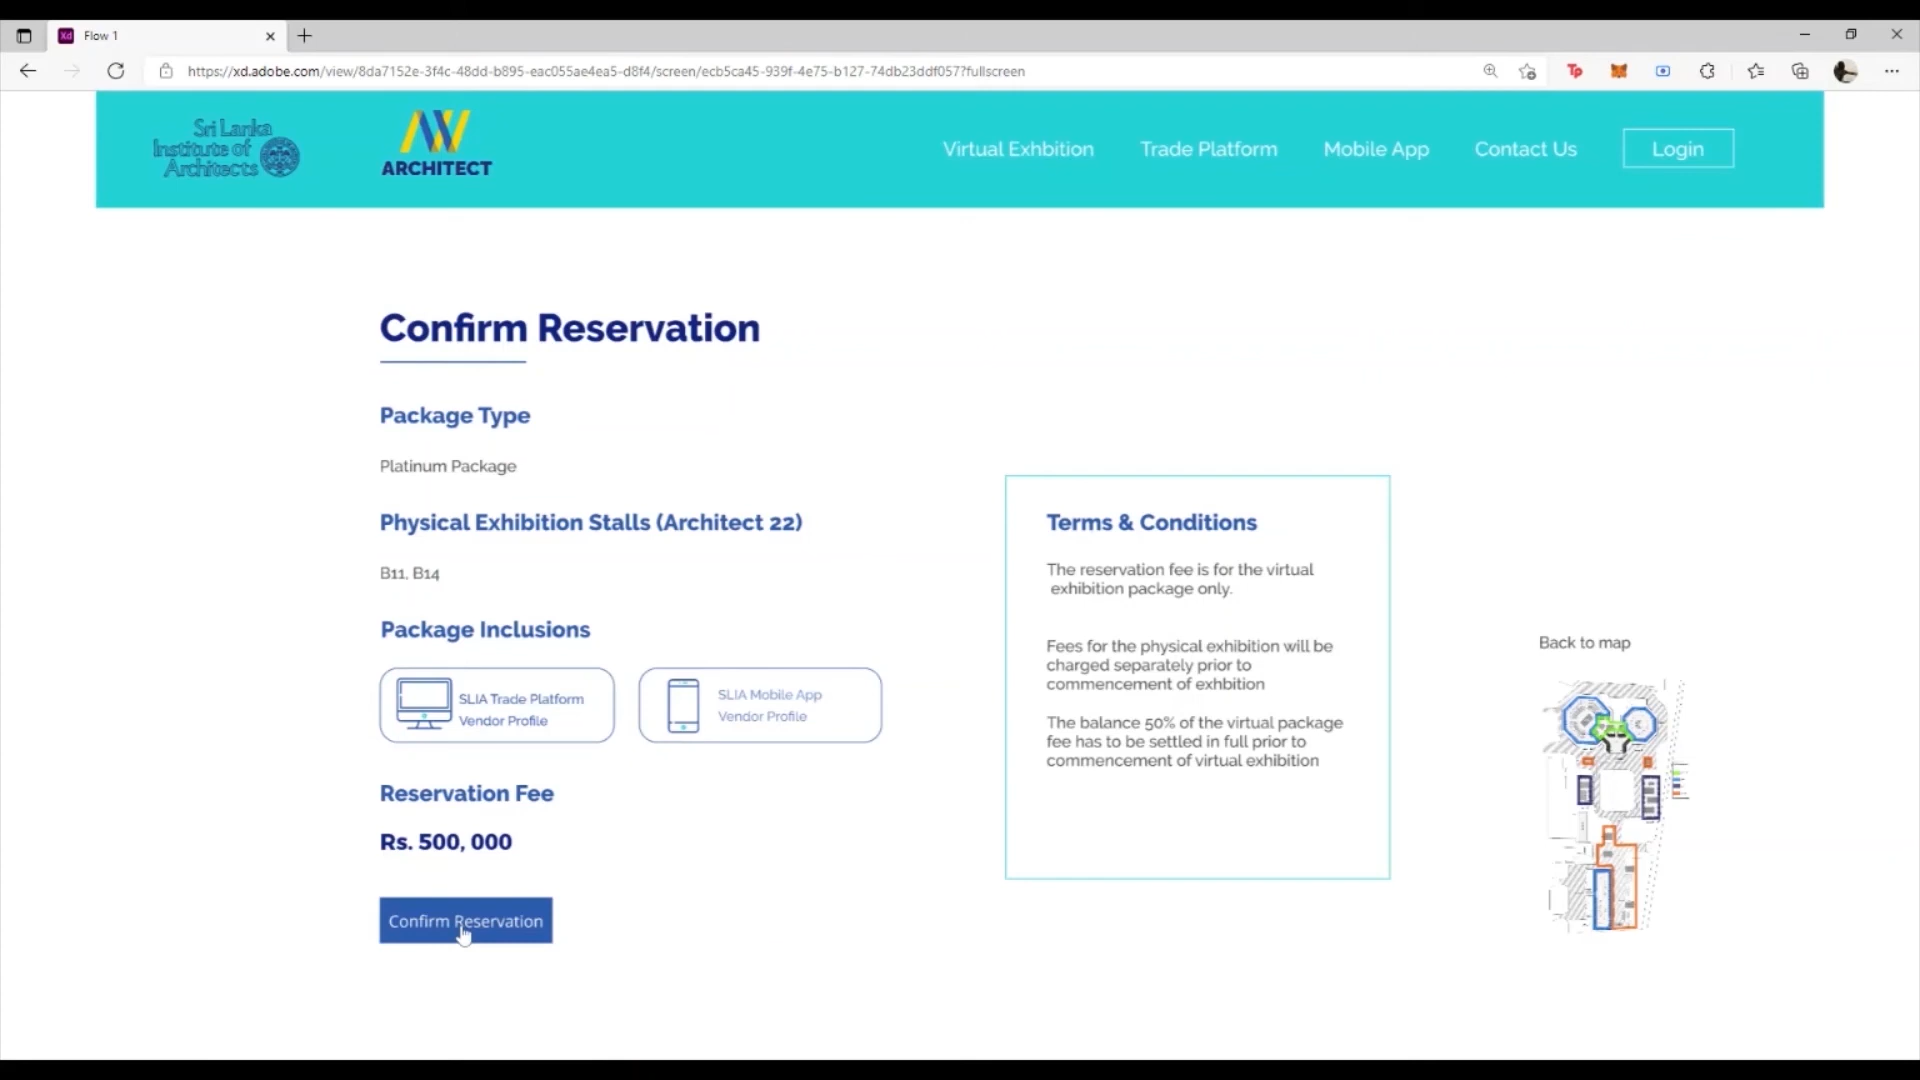 Flow 1
https://xd.adobe.com/view/8da7152e-3f4c-48dd-b895-eac055ae4ea5-d8f4/screen/ecb5ca45-939f-4e75-b127-74db23ddf057?fullscreen
Sri Lanka
Institute of
Architects
ARCHITECT
Virtual Exhbition
Trade Platform
Mobile App
Contact Us
Login
Confirm Reservation
Package Type
Platinum Package
Physical Exhibition Stalls (Architect 22)
B11, B14
Package Inclusions
SLIA Trade Platform
Vendor Profile
SLIA Mobile App
Vendor Profile
Reservation Fee
Rs. 500, 000
Confirm Reservation
Terms & Conditions
The reservation fee is for the virtual
exhibition package only.
Fees for the physical exhibition will be
charged separately prior to
commencement of exhbition
The balance 50% of the virtual package
fee has to be settled in full prior to
commencement of virtual exhibition
Back to map